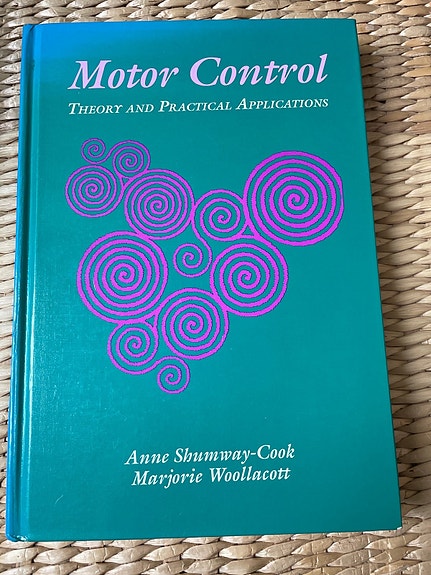 Motor Control
THEORY AND PRACTICAL APPLICATIONS
Anne Shumway-Cook
Marjorie Woollacott